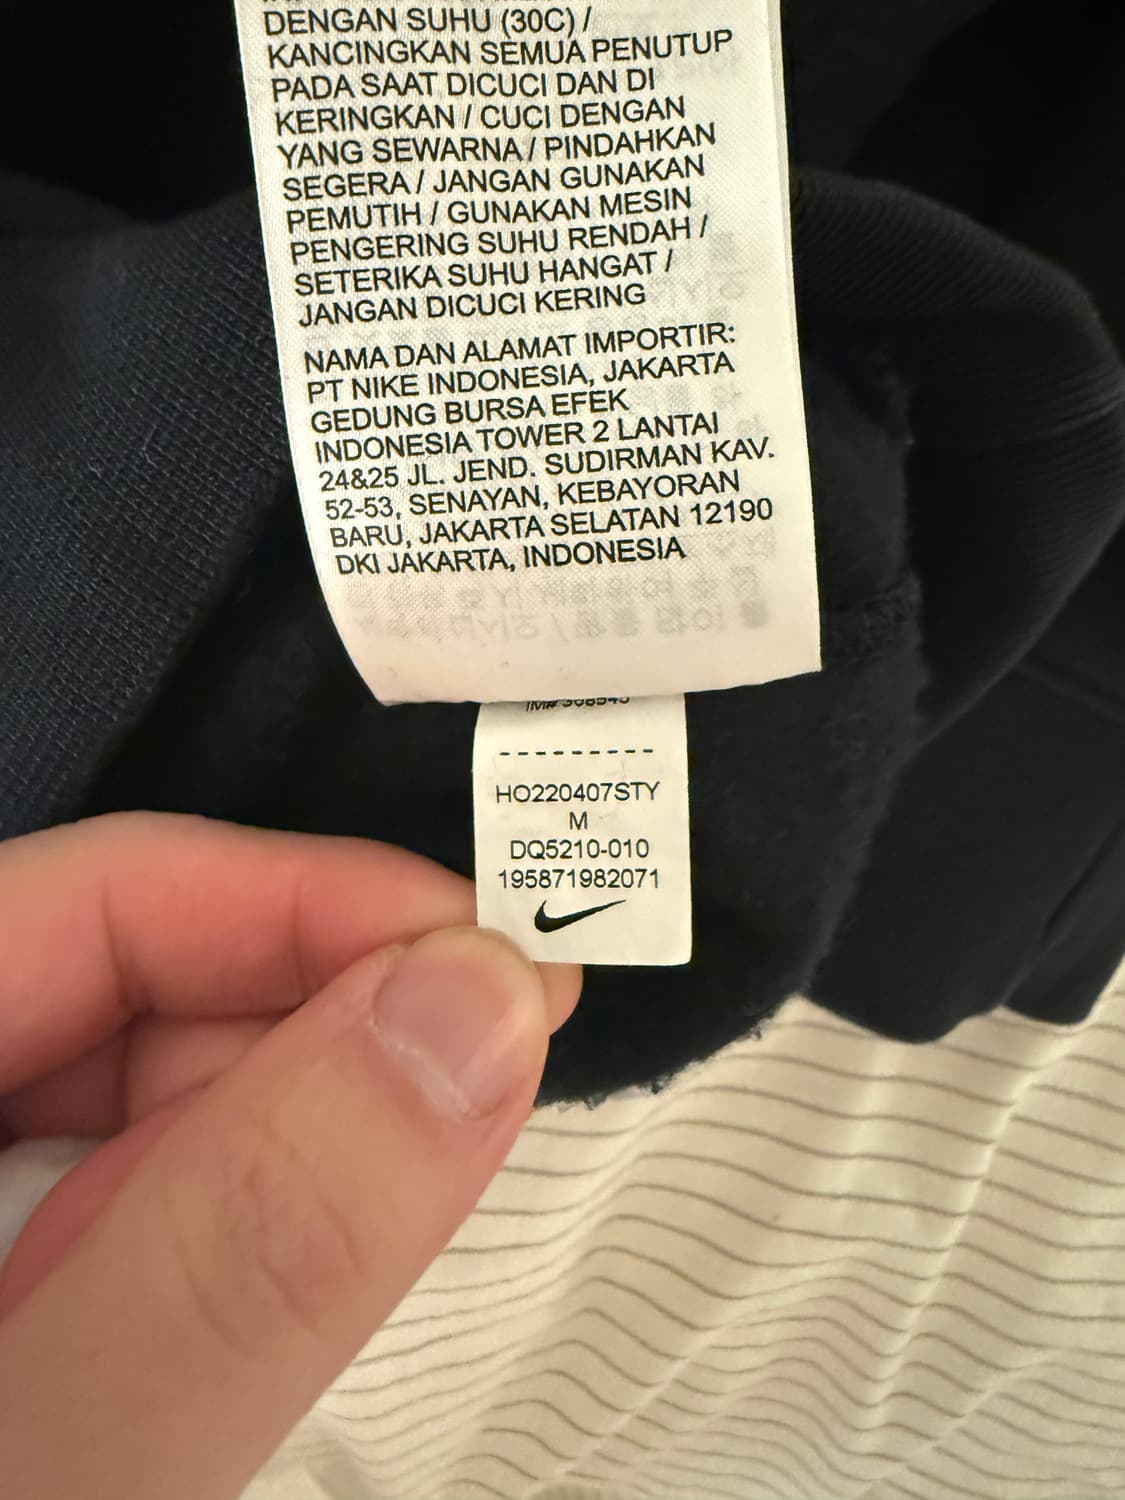 DENGAN SUHU (30C) /
KANCINGKAN SEMUA PENUTUP
PADA SAAT DICUCI DAN DI
KERINGKAN / CUCI DENGAN
YANG SEWARNA / PINDAHKAN
SEGERA / JANGAN GUNAKAN
PEMUTIH / GUNAKAN MESIN
PENGERING SUHU RENDAH /
SETERIKA SUHU HANGAT /
JANGAN DICUCI KERING
NAMA DAN ALAMAT IMPORTIR:
PT NIKE INDONESIA, JAKARTA
GEDUNG BURSA EFEK
INDONESIA TOWER 2 LANTAI
24&25 JL. JEND. SUDIRMAN KAV.
52-53, SENAYAN, KEBAYORAN
BARU, JAKARTA SELATAN 12190
DKI JAKARTA, INDONESIA
---------
HO220407STY
M
DQ5210-010
195871982071